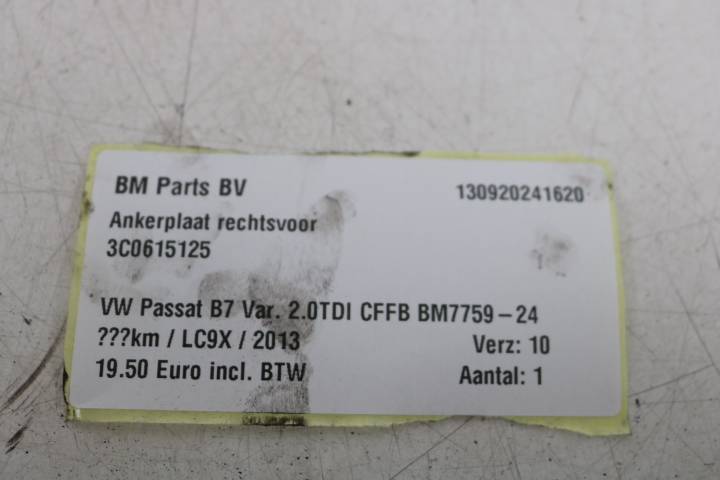 BM Parts BV 130920241620
Ankerplaat rechtsvoor
3C0615125
VW Passat B7 Var. 2.0TDI CFFB BM7759-24
???km / LC9X / 2013 Verz: 10
19.50 Euro incl. BTW Aantal: 1